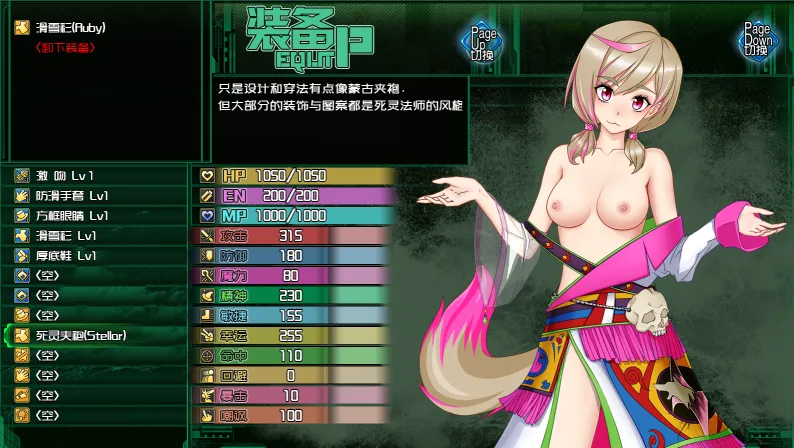 滑雪衫(Ruby)
〈卸下装备〉
装备
EQUIP
Page
Up
切换
Page
Down
切换
只是设计和穿法有点像蒙古夹袍，
但大部分的装饰与图案都是死灵法师的风格
激 吻 Lv1
防滑手套 Lv1
方框眼睛 Lv1
滑雪衫 Lv1
厚底鞋 Lv1
〈空〉
〈空〉
〈空〉
死灵夹袍(Stellar)
〈空〉
〈空〉
〈空〉
〈空〉
HP 1050/1050
EN 200/200
MP 1000/1000
攻击 315
防御 180
魔力 80
精神 230
敏捷 155
幸运 255
命中 110
回避 0
暴击 10
嘲讽 100